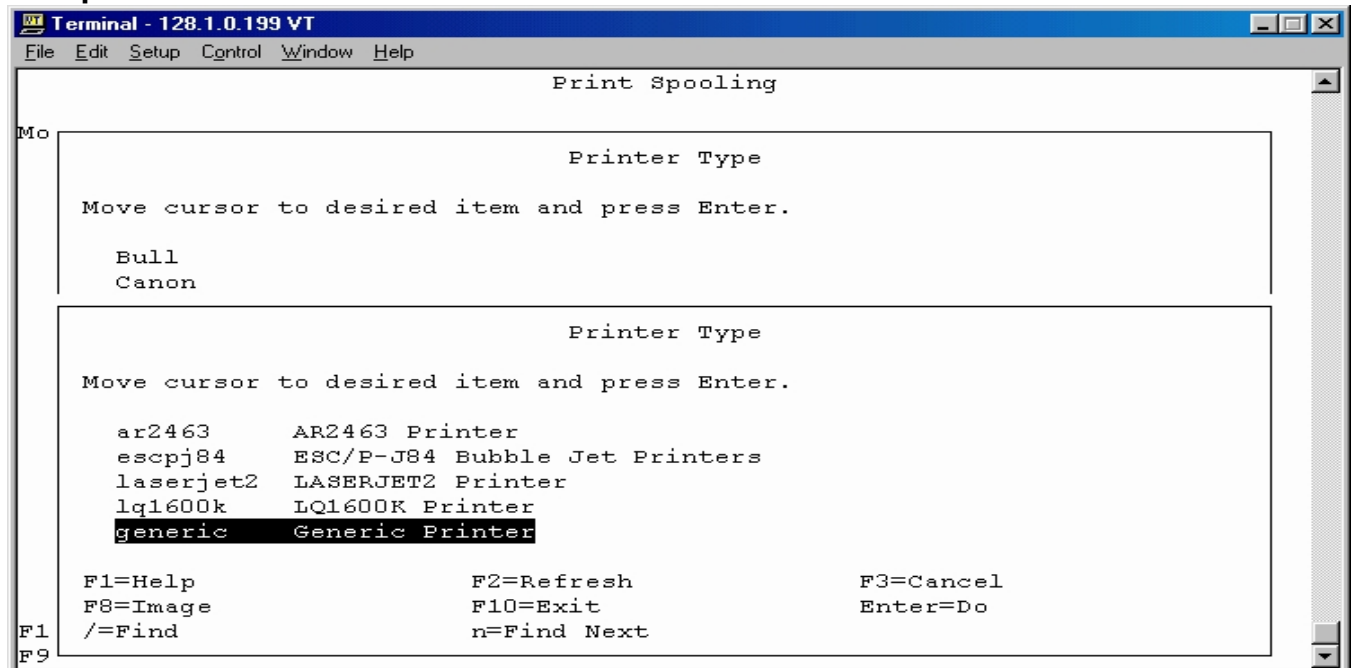 Terminal - 128.1.0.199 VT
File Edit Setup Control Window Help
Print Spooling
Mo
Printer Type
Move cursor to desired item and press Enter.
Bull
Canon
Printer Type
Move cursor to desired item and press Enter.
ar2463 AR2463 Printer
escpj84 ESC/P-J84 Bubble Jet Printers
laserjet2 LASERJET2 Printer
lq1600k LQ1600K Printer
generic Generic Printer
F1=Help F2=Refresh F3=Cancel
F8=Image F10=Exit Enter=Do
F1 /=Find n=Find Next
F9